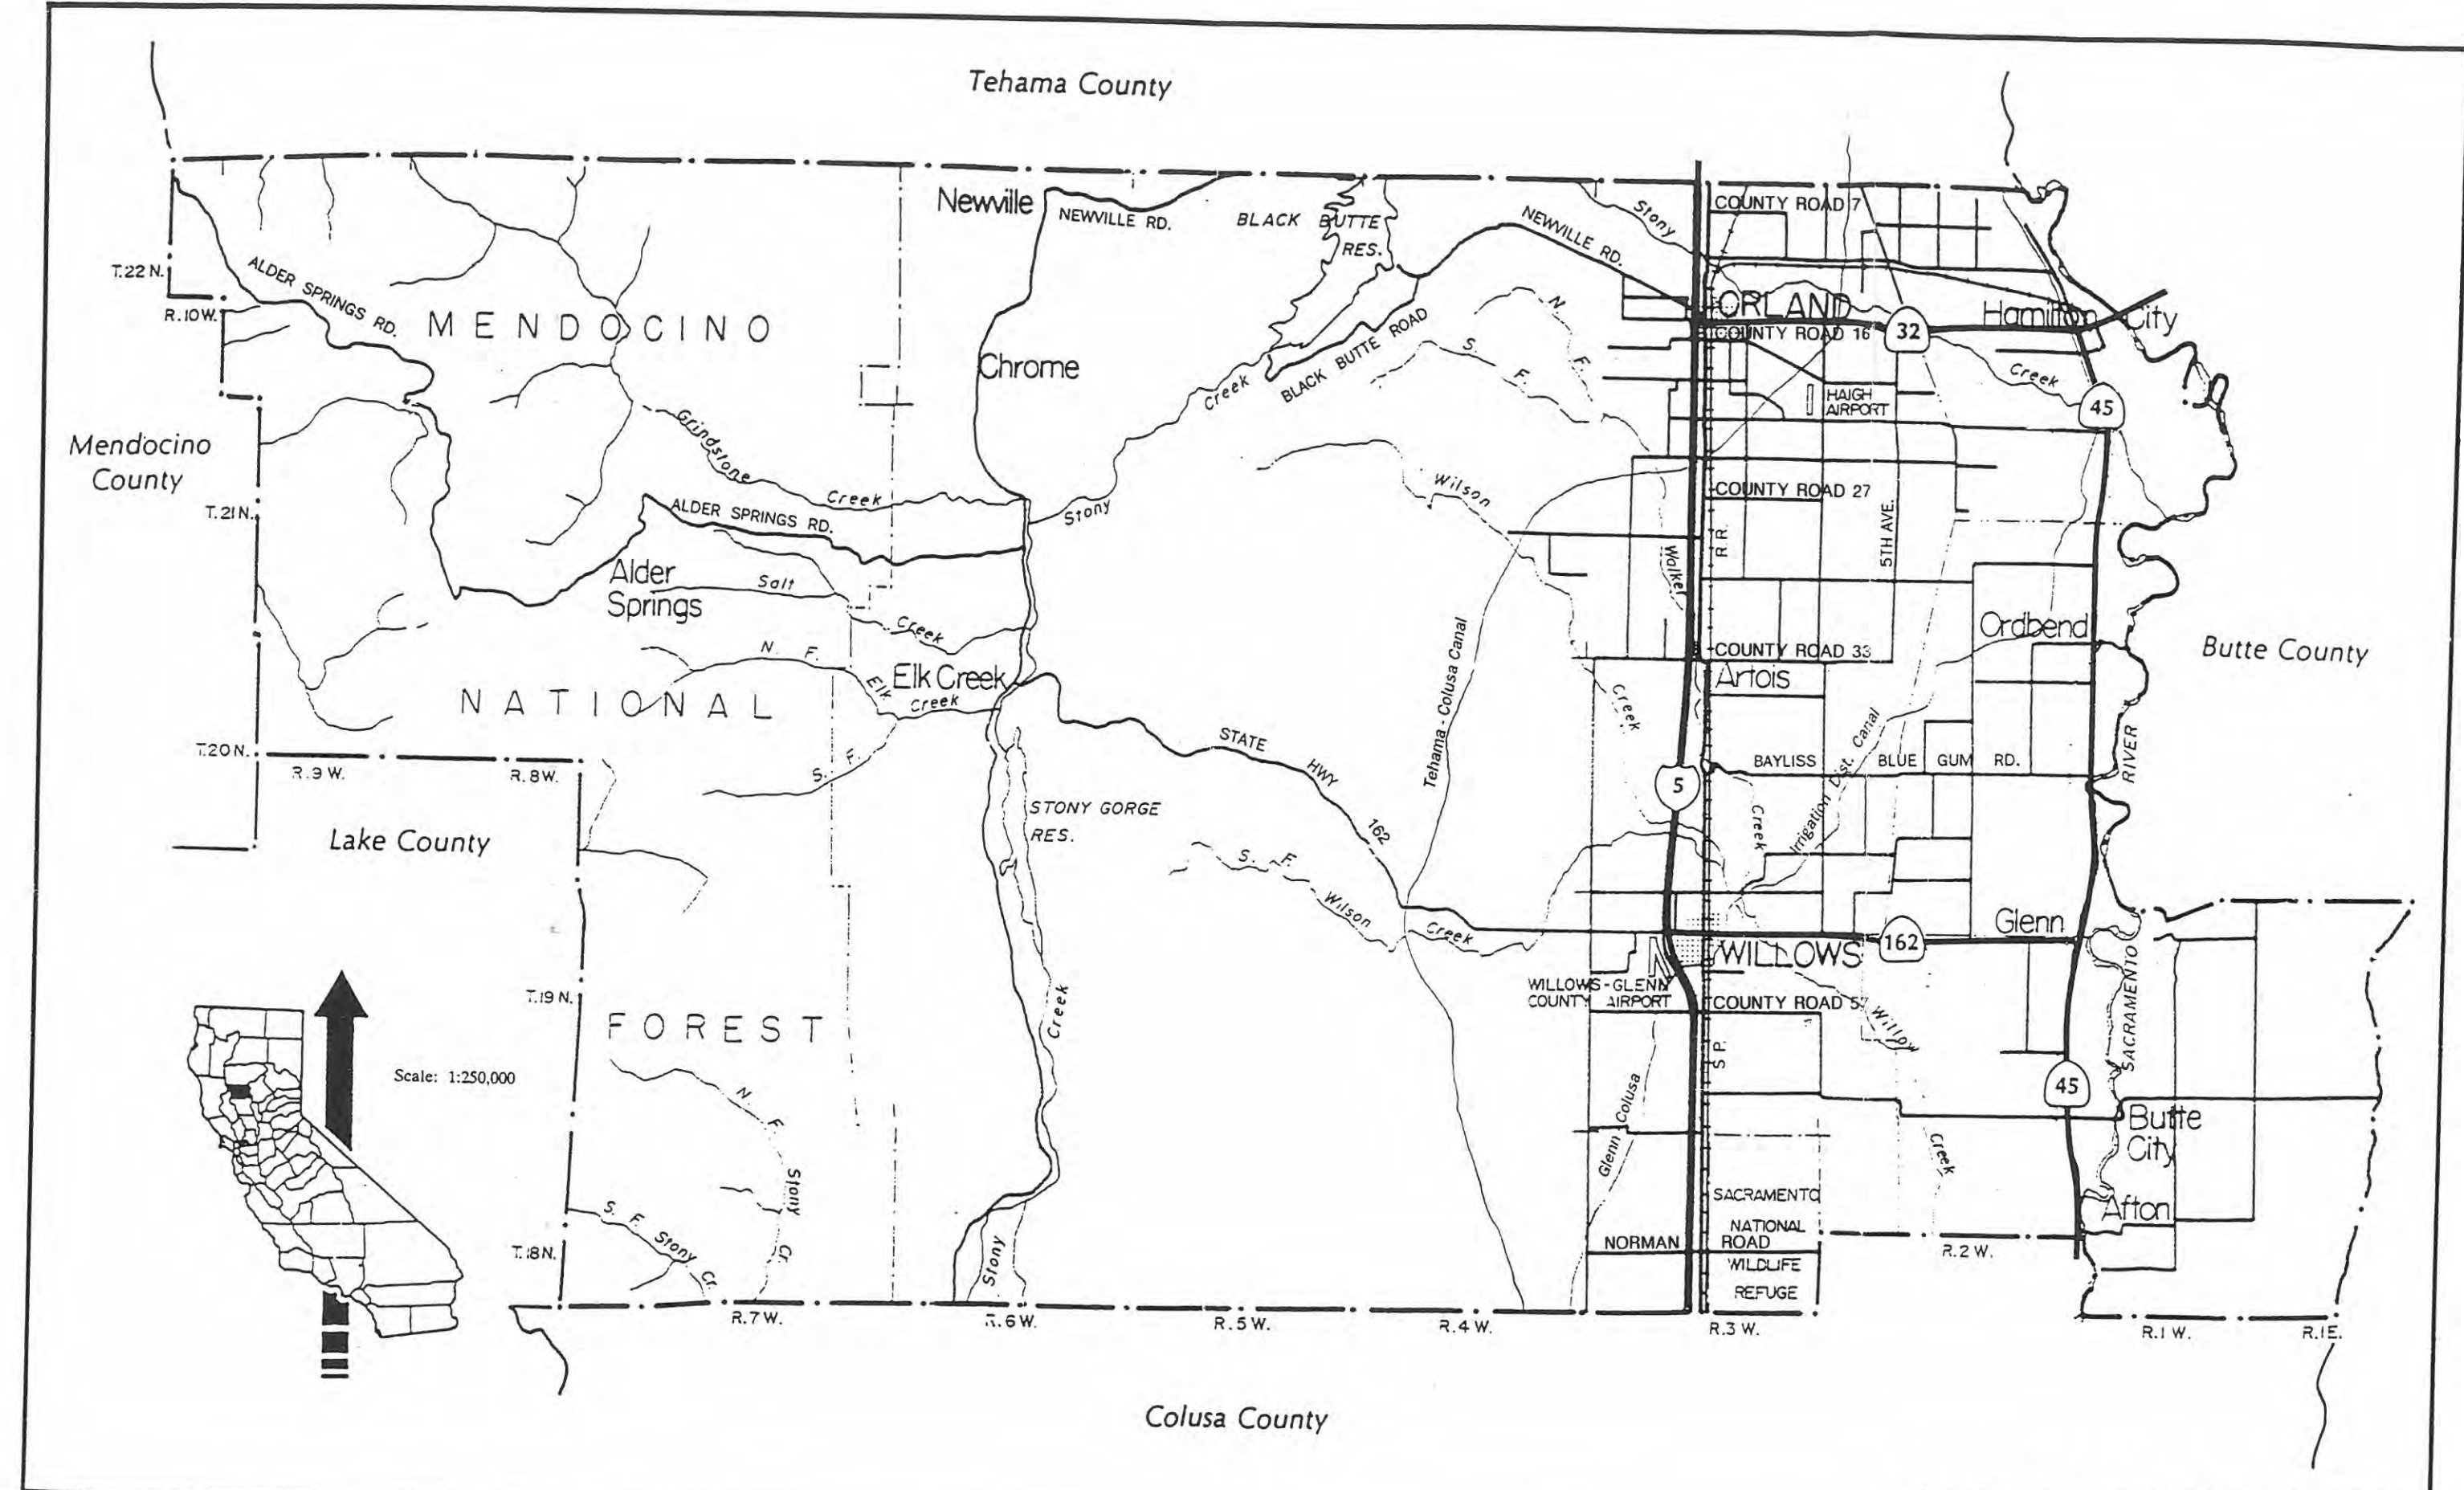 Tehama County
Newville
NEWVILLE RD.
BLACK BUTTE
RES.
NEWVILLE RD.
Stony
COUNTY ROAD 7
T.22 N.
R.10W.
ALDER SPRINGS RD.
MENDOCINO
Chrome
Creek
BLACK BUTTE ROAD
N. F.
S. F.
ORLAND
COUNTY ROAD 16
32
Hamilton City
Creek
HAIGH
AIRPORT
45
Mendocino
County
Grindstone
Creek
T.21N.
ALDER SPRINGS RD.
Stony
Wilson
COUNTY ROAD 27
5TH AVE.
R.R.
Walker
Alder
Springs
Salt
Creek
Tehama-Colusa Canal
COUNTY ROAD 33
Artois
Ordbend
Butte County
N. F.
Elk
Creek
Elk Creek
NATIONAL
S. F.
Creek
STATE
HWY
162
T.20N.
R.9W.
R.8W.
5
BAYLISS BLUE GUM RD.
Irrigation Dist. Canal
RIVER
Creek
Lake County
STONY GORGE
RES.
S. F.
Wilson
Creek
Glenn
162
WILLOWS
WILLOWS-GLENN
COUNTY AIRPORT
COUNTY ROAD 57
Willow
SACRAMENTO
T.19N.
FOREST
Creek
Scale: 1:250,000
S.P.
45
N F
Stony
Cr.
Glenn Colusa
Creek
Butte
City
SACRAMENTO
Afton
S. F. Stony Cr.
Stony
T.18N.
NATIONAL
NORMAN ROAD
WILDLIFE
REFUGE
R.2W.
R.7W.
R.6W.
R.5W.
R.4W.
R.3W.
R.1W.
R.1E.
Colusa County